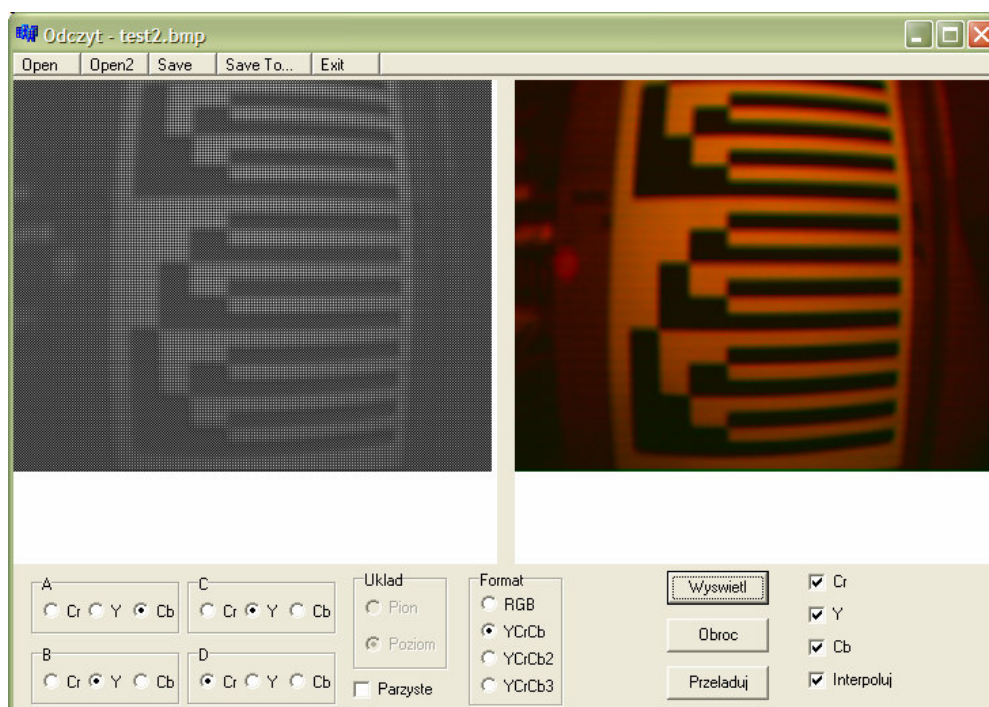 Odczyt - test2.bmp
Open Open2 Save Save To... Exit
A C Uklad Format
Cr Y Cb Cr Y Cb Pion RGB Wyswietl Cr
YCrCb Y
B D Poziom Obroc Cb
Cr Y Cb Cr Y Cb YCrCb2
Parzyste YCrCb3 Przeladuj Interpoluj